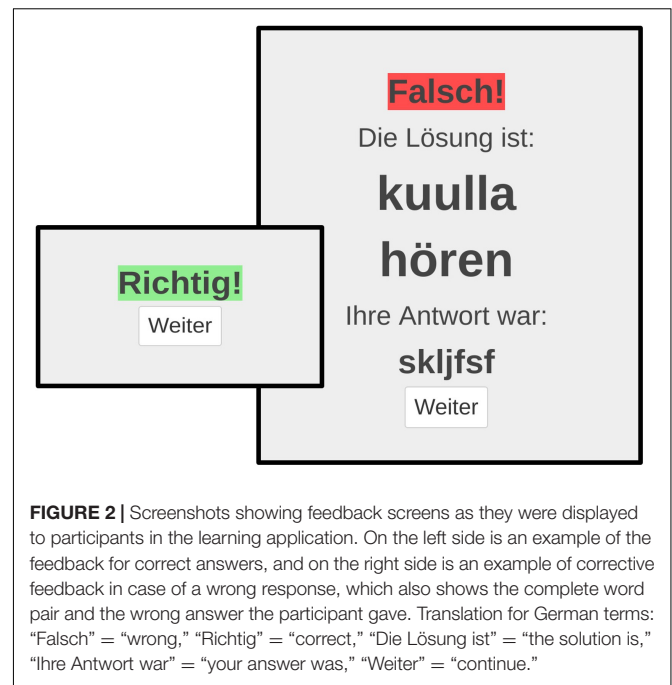 Falsch!
Die Lösung ist:
kuulla
hören
Ihre Antwort war:
skljfsf
Weiter
Richtig!
Weiter
FIGURE 2 | Screenshots showing feedback screens as they were displayed
to participants in the learning application. On the left side is an example of the
feedback for correct answers, and on the right side is an example of corrective
feedback in case of a wrong response, which also shows the complete word
pair and the wrong answer the participant gave. Translation for German terms:
“Falsch” = “wrong,” “Richtig” = “correct,” “Die Lösung ist” = “the solution is,”
“Ihre Antwort war” = “your answer was,” “Weiter” = “continue.”